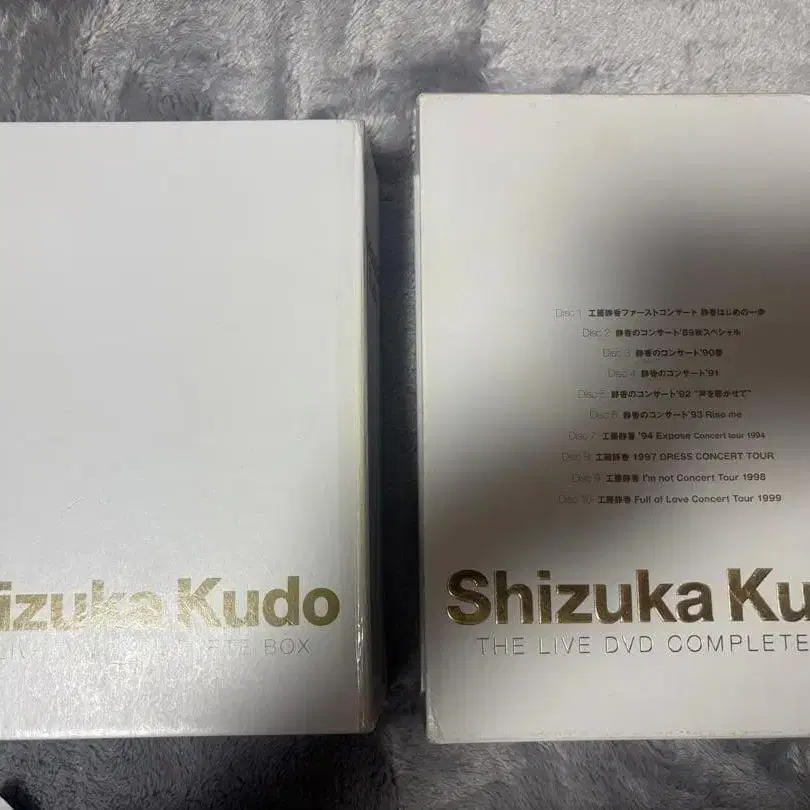 izuka Kudo
BOX
Disc 1 工藤静香ファーストコンサート 静香はじめの一歩
Disc 2 静香のコンサート'89秋スペシャル
Disc 3 静香のコンサート'90春
Disc 4 静香のコンサート'91
Disc 5 静香のコンサート'92 "声を聴かせて"
Disc 6 静香のコンサート'93 Rise me
Disc 7 工藤静香 '94 Expose Concert tour 1994
Disc 8 工藤静香 1997 DRESS CONCERT TOUR
Disc 9 工藤静香 I'm not Concert Tour 1998
Disc 10 工藤静香 Full of Love Concert Tour 1999
Shizuka Ku
THE LIVE DVD COMPLETE